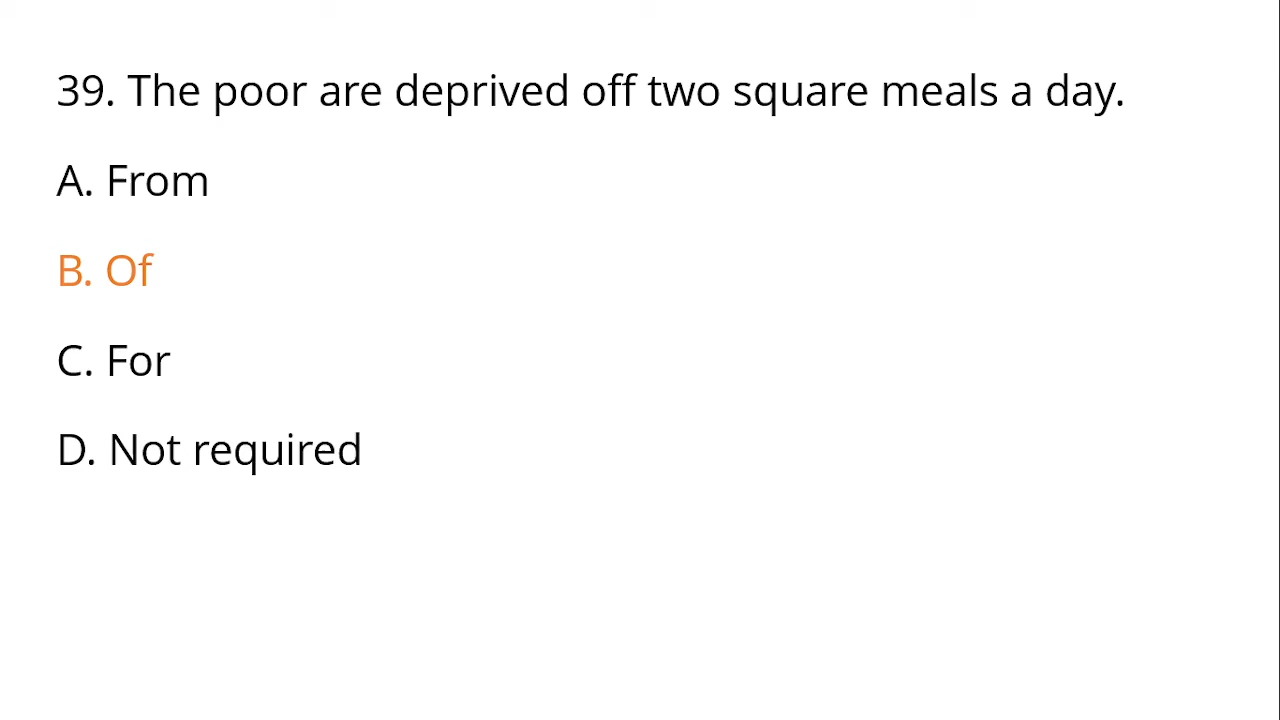 39. The poor are deprived off two square meals a day.
A. From
B. Of
C. For
D. Not required